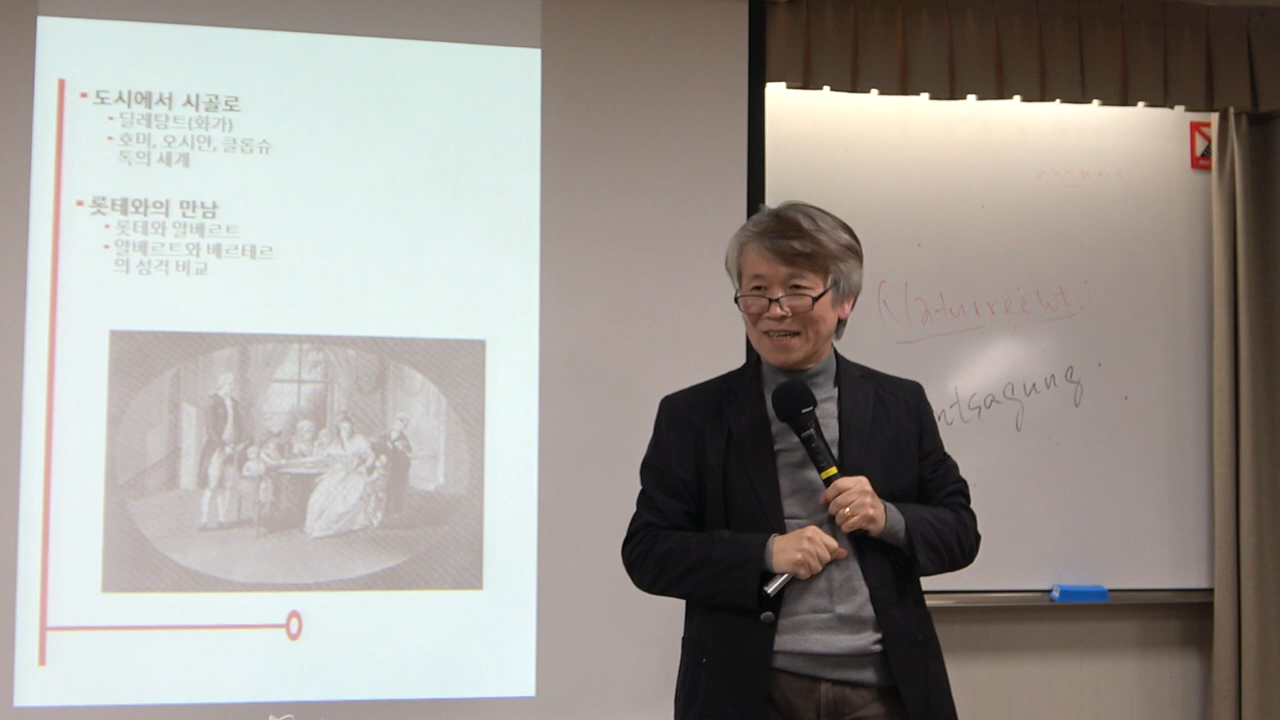 도시에서 시골로
딜레탕트(화가)
호머, 오시안, 클롭슈
톡의 세계
롯테와의 만남
롯테와 알베르트
알베르트와 베르테르
의 성격 비교
Naturrecht.
ntsagung